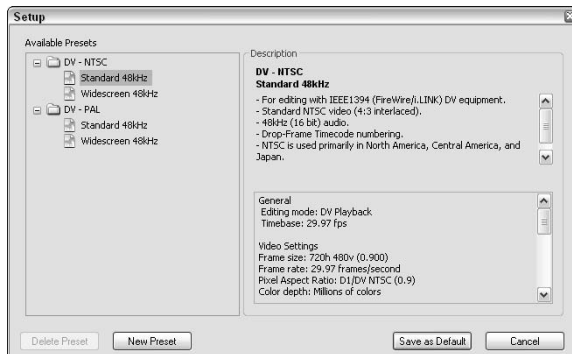 Setup
Available Presets
DV - NTSC
Standard 48kHz
Widescreen 48kHz
DV - PAL
Standard 48kHz
Widescreen 48kHz
Description
DV - NTSC
Standard 48kHz
- For editing with IEEE1394 (FireWire/i.LINK) DV equipment.
- Standard NTSC video (4:3 interlaced).
- 48kHz (16 bit) audio.
- Drop-Frame Timecode numbering.
- NTSC is used primarily in North America, Central America, and
Japan.
General
Editing mode: DV Playback
Timebase: 29.97 fps
Video Settings
Frame size: 720h 480v (0.900)
Frame rate: 29.97 frames/second
Pixel Aspect Ratio: D1/DV NTSC (0.9)
Color depth: Millions of colors
Delete Preset
New Preset
Save as Default
Cancel